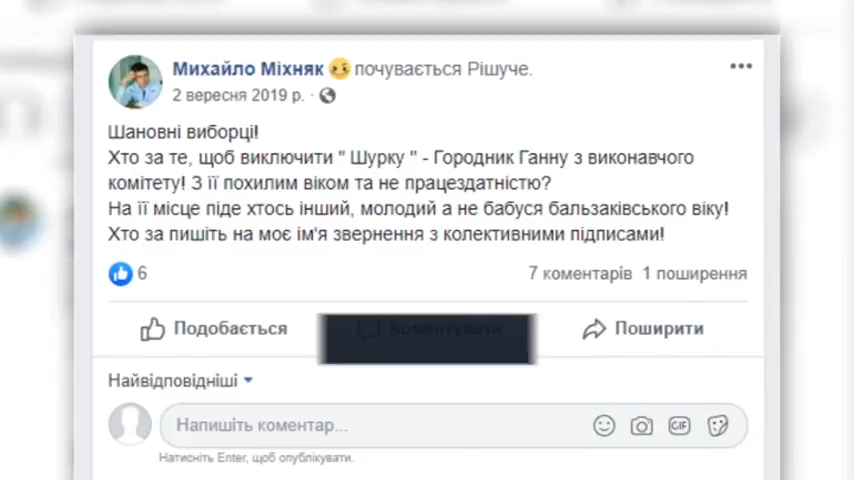 Михайло Міхняк почувається Рішуче.
2 вересня 2019 р. ·
Шановні виборці!
Хто за те, щоб виключити " Шурку " - Городник Ганну з виконавчого
комітету! З її похилим віком та не працездатністю?
На її місце піде хтось інший, молодий а не бабуся бальзаківського віку!
Хто за пишіть на моє ім'я звернення з колективними підписами!
6 7 коментарів 1 поширення
Подобається Коментувати Поширити
Найвідповідніші
Напишіть коментар... GIF
Натисніть Enter, щоб опублікувати.